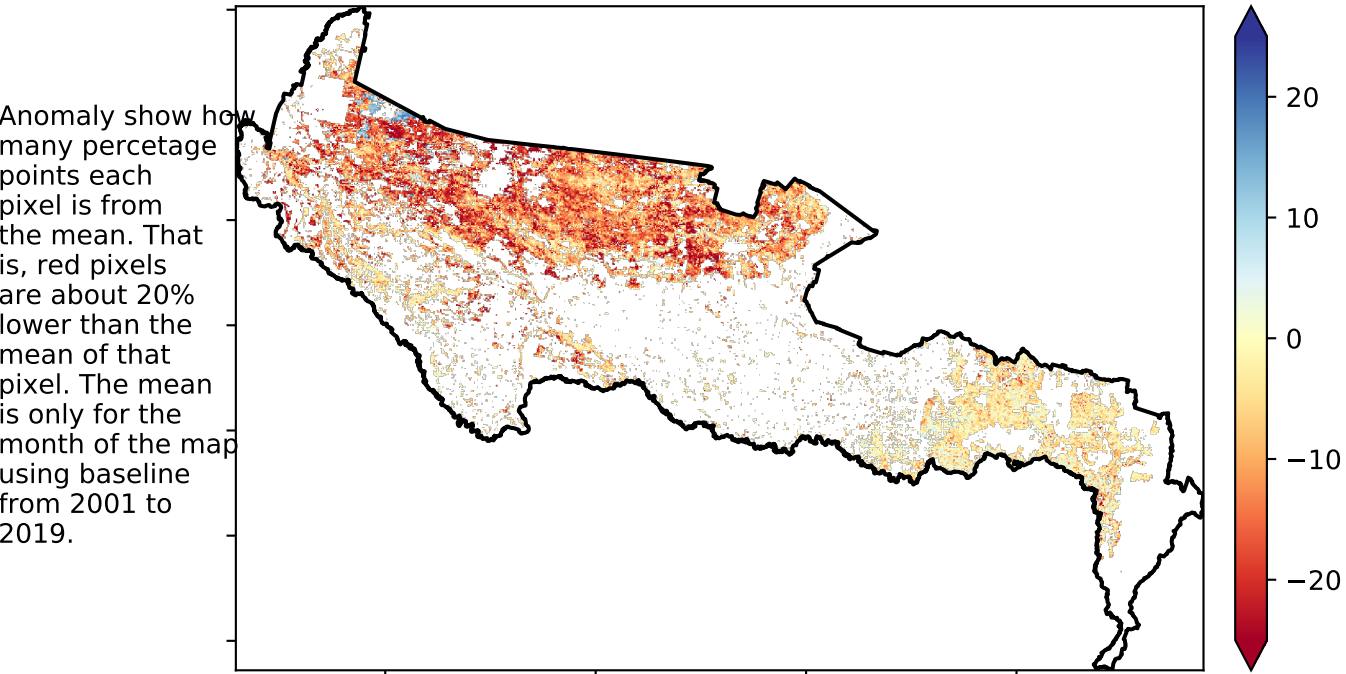 Anomaly show how
many percetage
points each
pixel is from
the mean. That
is, red pixels
are about 20%
lower than the
mean of that
pixel. The mean
is only for the
month of the map
using baseline
from 2001 to
2019.
20
10
0
−10
−20